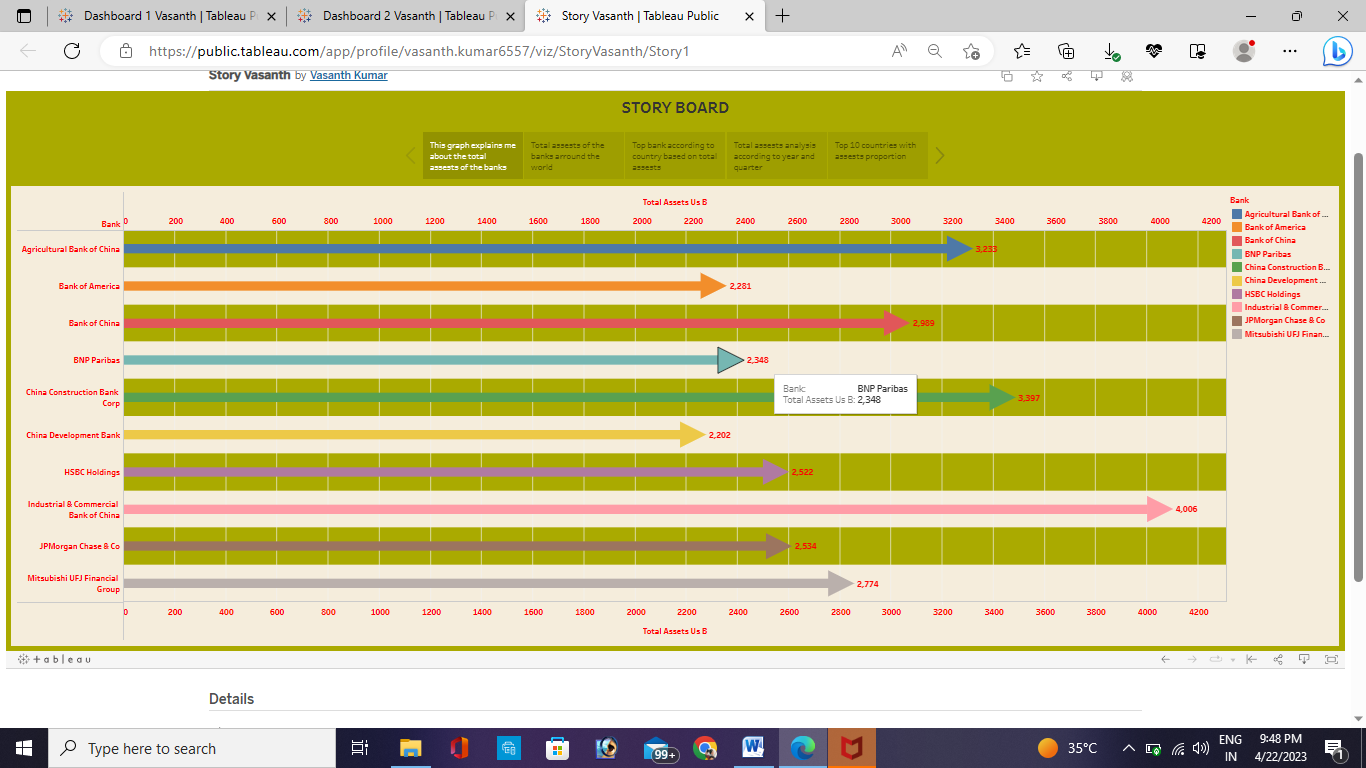 Dashboard 1 Vasanth | Tableau P
Dashboard 2 Vasanth | Tableau P
Story Vasanth | Tableau Public
https://public.tableau.com/app/profile/vasanth.kumar6557/viz/StoryVasanth/Story1
Story Vasanth by Vasanth Kumar
STORY BOARD
This graph explains me
about the total
assests of the banks
Total assests of the
banks arround the
world
Top bank according to
country based on total
assests
Total assests analysis
according to year and
quarter
Top 10 countries with
assests proportion
Total Assets Us B
Bank
0 200 400 600 800 1000 1200 1400 1600 1800 2000 2200 2400 2600 2800 3000 3200 3400 3600 3800 4000 4200
Agricultural Bank of China 3,233
Bank of America 2,281
Bank of China 2,989
BNP Paribas 2,348
Bank: BNP Paribas
Total Assets Us B: 2,348
China Construction Bank
Corp 3,397
China Development Bank 2,202
HSBC Holdings 2,522
Industrial & Commercial
Bank of China 4,006
JPMorgan Chase & Co 2,534
Mitsubishi UFJ Financial
Group 2,774
0 200 400 600 800 1000 1200 1400 1600 1800 2000 2200 2400 2600 2800 3000 3200 3400 3600 3800 4000 4200
Total Assets Us B
Bank
Agricultural Bank of ...
Bank of America
Bank of China
BNP Paribas
China Construction B...
China Development ...
HSBC Holdings
Industrial & Commer...
JPMorgan Chase & Co
Mitsubishi UFJ Finan...
+ableau
Details
Type here to search
99+
35°C
ENG
IN
9:48 PM
4/22/2023
1